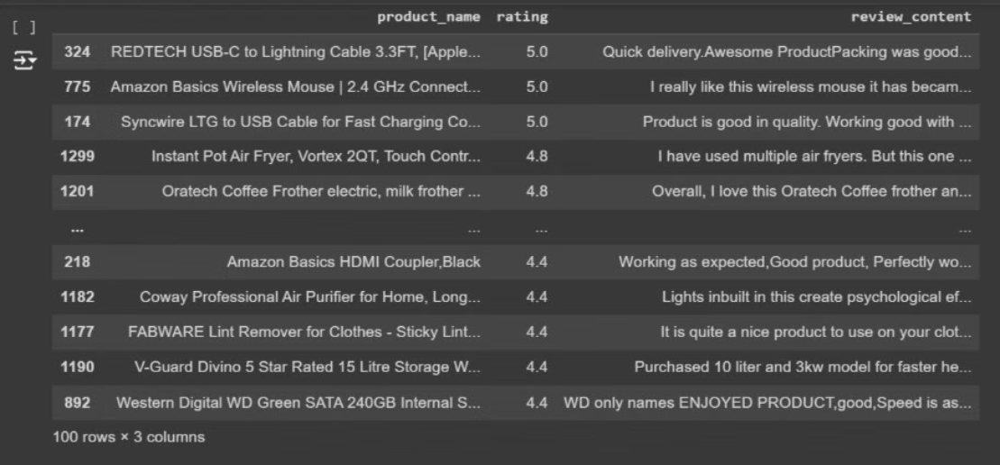 product_name rating review_content
[ ]
324 REDTECH USB-C to Lightning Cable 3.3FT, [Apple... 5.0 Quick delivery.Awesome ProductPacking was good...
775 Amazon Basics Wireless Mouse | 2.4 GHz Connect... 5.0 I really like this wireless mouse it has becam...
174 Syncwire LTG to USB Cable for Fast Charging Co... 5.0 Product is good in quality. Working good with ...
1299 Instant Pot Air Fryer, Vortex 2QT, Touch Contr... 4.8 I have used multiple air fryers. But this one ...
1201 Oratech Coffee Frother electric, milk frother ... 4.8 Overall, I love this Oratech Coffee frother an...
... ... ... ...
218 Amazon Basics HDMI Coupler,Black 4.4 Working as expected,Good product, Perfectly wo...
1182 Coway Professional Air Purifier for Home, Long... 4.4 Lights inbuilt in this create psychological ef...
1177 FABWARE Lint Remover for Clothes - Sticky Lint... 4.4 It is quite a nice product to use on your clot...
1190 V-Guard Divino 5 Star Rated 15 Litre Storage W... 4.4 Purchased 10 liter and 3kw model for faster he...
892 Western Digital WD Green SATA 240GB Internal S... 4.4 WD only names ENJOYED PRODUCT,good,Speed is as...
100 rows × 3 columns